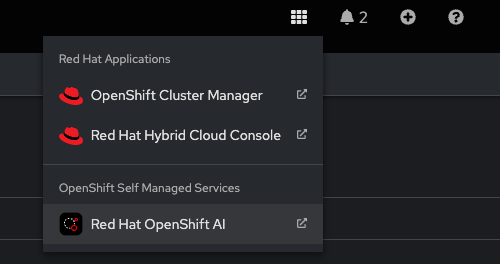 2
Red Hat Applications
OpenShift Cluster Manager
Red Hat Hybrid Cloud Console
OpenShift Self Managed Services
Red Hat OpenShift AI